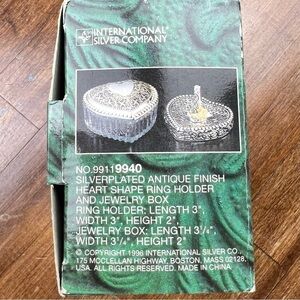 INTERNATIONAL
SILVER COMPANY
NO.99119940
SILVERPLATED ANTIQUE FINISH
HEART SHAPE RING HOLDER
AND JEWELRY BOX
RING HOLDER: LENGTH 3",
WIDTH 3", HEIGHT 2",
JEWELRY BOX: LENGTH 3¼",
WIDTH 3¼", HEIGHT 2"
© COPYRIGHT 1996 INTERNATIONAL SILVER CO.,
175 MCCLELLAN HIGHWAY, BOSTON, MASS 02128,
USA. ALL RIGHTS RESERVED. MADE IN CHINA